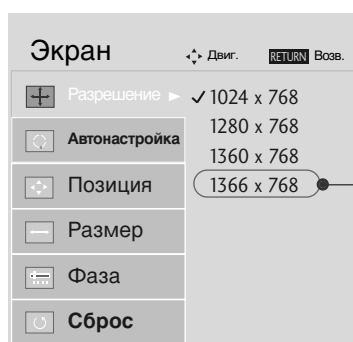 Экран Двиг. RETURN Возв.
Разрешение ► ✓ 1024 x 768
Автонастройка 1280 x 768
1360 x 768
Позиция 1366 x 768
Размер
Фаза
Сброс